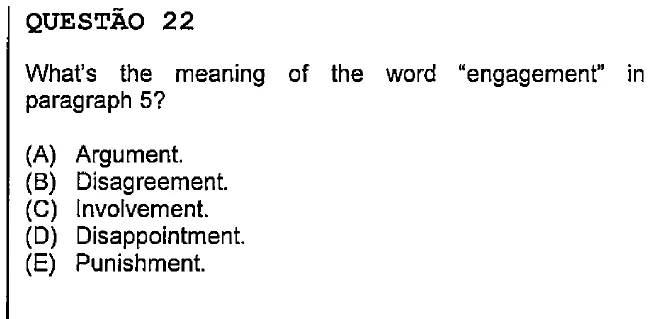 QUESTÃO 22
What's the meaning of the word "engagement" in
paragraph 5?
(A) Argument.
(B) Disagreement.
(C) Involvement.
(D) Disappointment.
(E) Punishment.